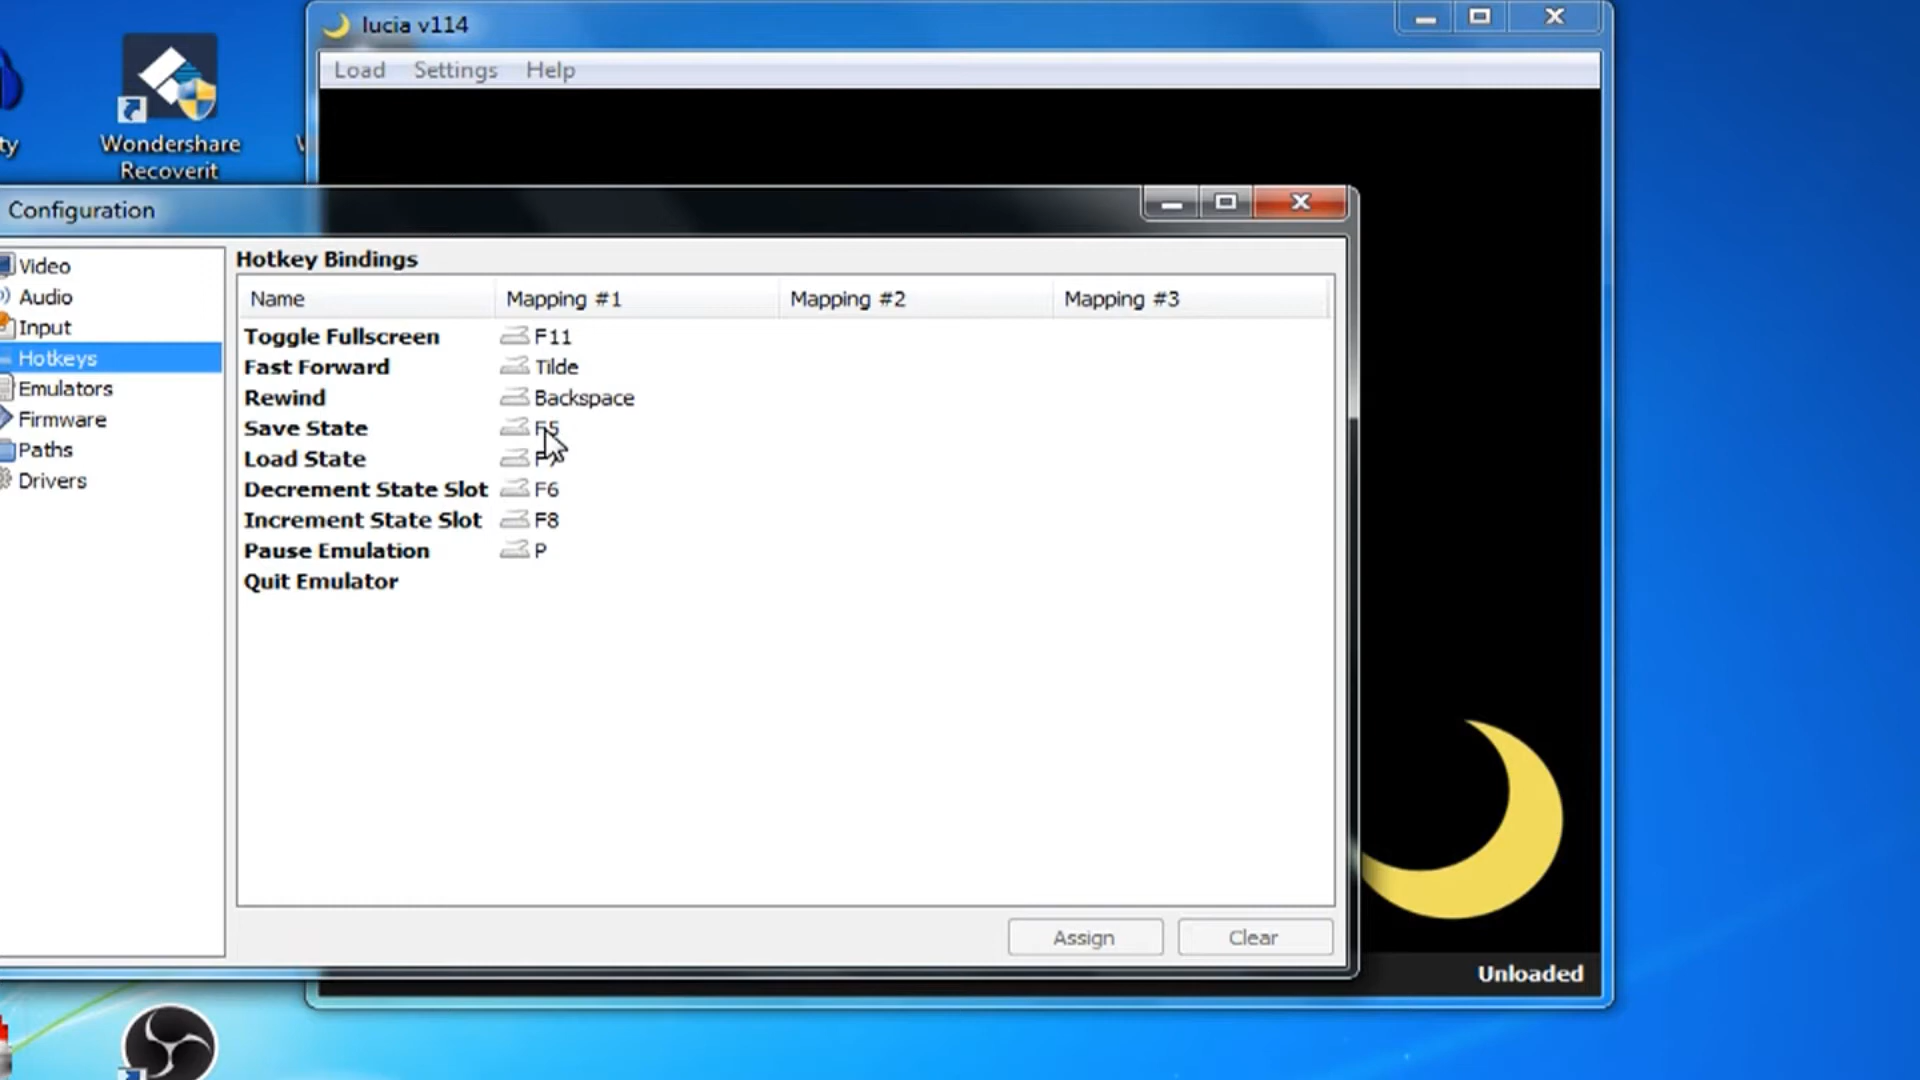 lucia v114
Load Settings Help
ty
Wondershare
Recoverit
Configuration
Video
Audio
Input
Hotkeys
Emulators
Firmware
Paths
Drivers
Hotkey Bindings
Name Mapping #1 Mapping #2 Mapping #3
Toggle Fullscreen F11
Fast Forward Tilde
Rewind Backspace
Save State F5
Load State F7
Decrement State Slot F6
Increment State Slot F8
Pause Emulation P
Quit Emulator
Assign Clear
Unloaded